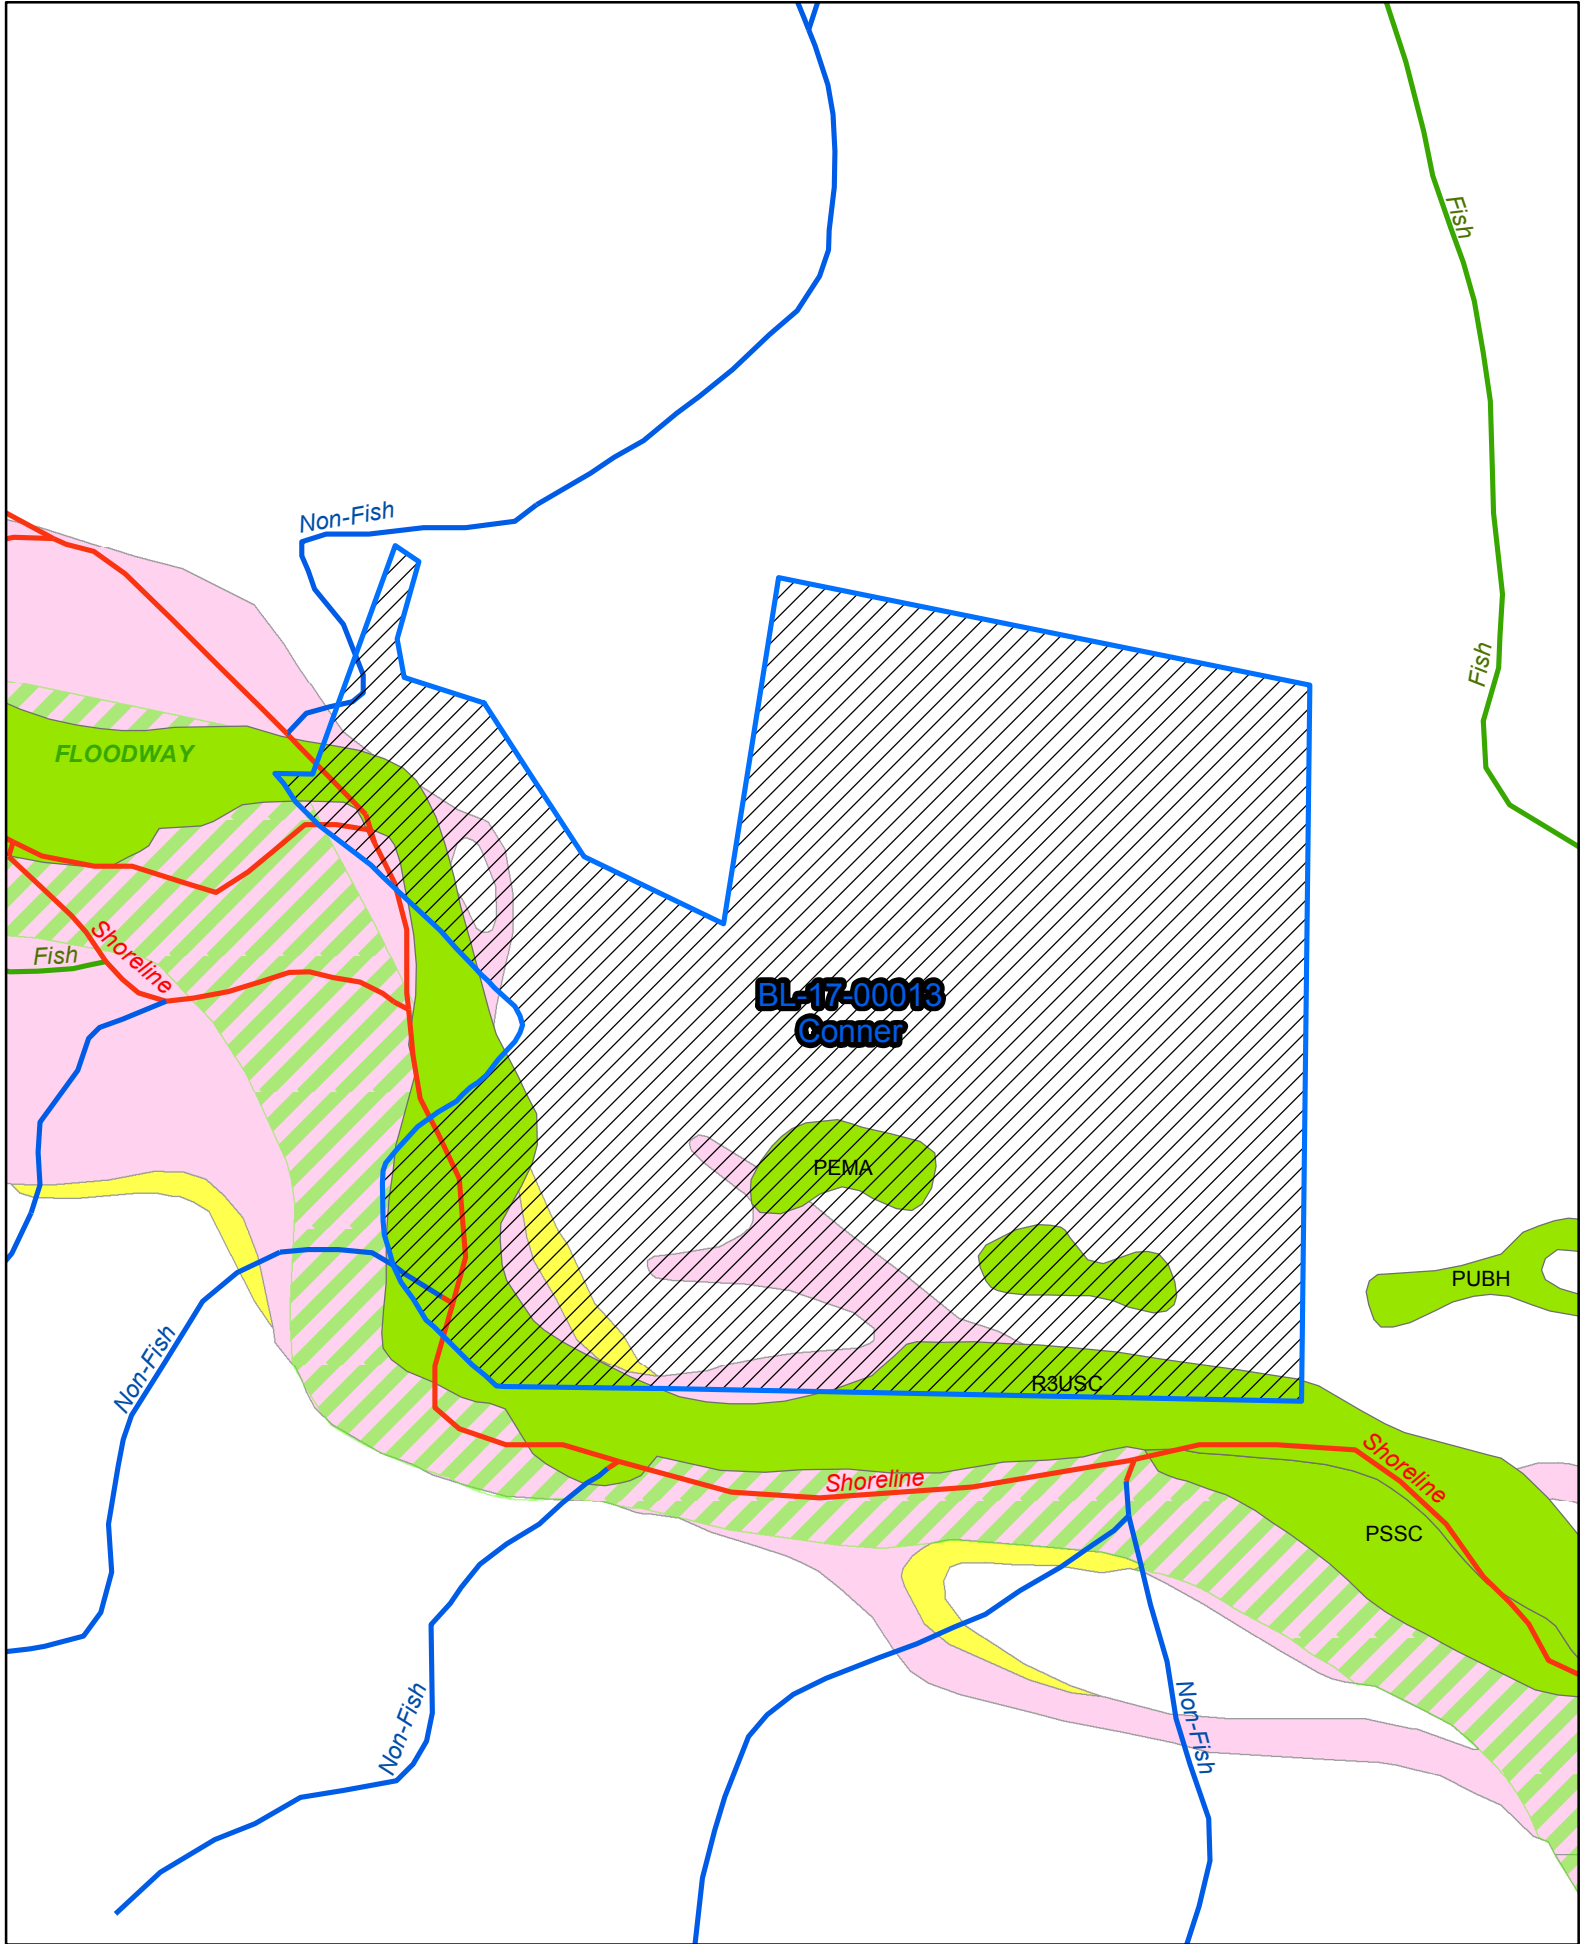 Fish
Non-Fish
Fish
FLOODWAY
Shoreline
Fish
BL-17-00013
Conner
PEMA
PUBH
Non-Fish
R3USC
Shoreline
Shoreline
PSSC
Non-Fish
Non-Fish